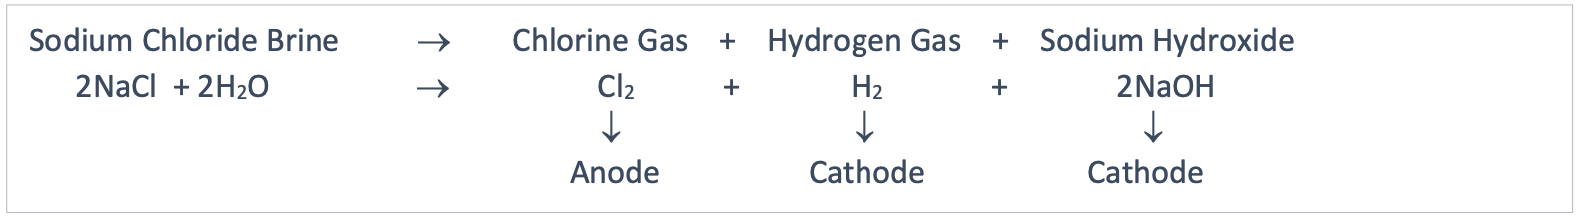 Sodium Chloride Brine → Chlorine Gas + Hydrogen Gas + Sodium Hydroxide
2NaCl + 2H₂O → Cl₂ + H₂ + 2NaOH
↓ ↓ ↓
Anode Cathode Cathode